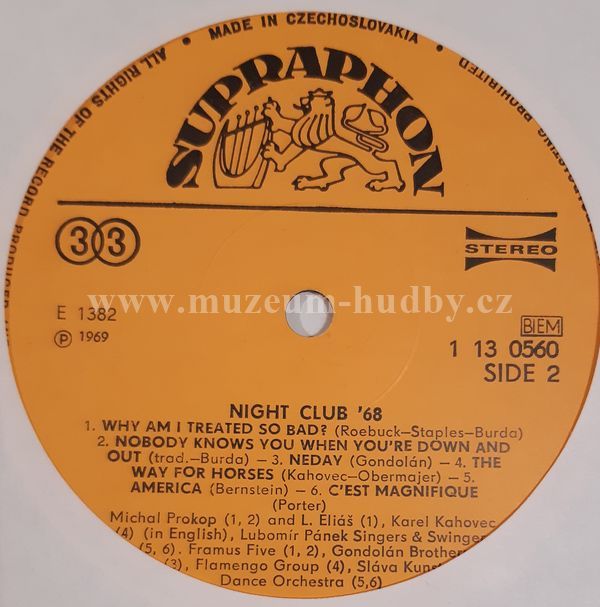 ALL RIGHTS OF THE RECORD PRODUCER • MADE IN CZECHOSLOVAKIA • PROHIBITED
SUPRAPHON
33
STEREO
www.muzeum-hudby.cz
E 1382
BIEM
Ⓟ 1969
1 13 0560
SIDE 2
NIGHT CLUB '68
1. WHY AM I TREATED SO BAD? (Roebuck–Staples–Burda)
2. NOBODY KNOWS YOU WHEN YOU'RE DOWN AND
OUT (trad.–Burda) – 3. NEDAY (Gondolán) – 4. THE
WAY FOR HORSES (Kahovec–Obermajer) – 5.
AMERICA (Bernstein) – 6. C'EST MAGNIFIQUE
(Porter)
Michal Prokop (1, 2) and L. Eliáš (1), Karel Kahovec
(4) (in English), Lubomír Pánek Singers & Swinger
(5, 6). Framus Five (1, 2), Gondolán Brother
(3), Flamengo Group (4), Sláva Kun
Dance Orchestra (5,6)